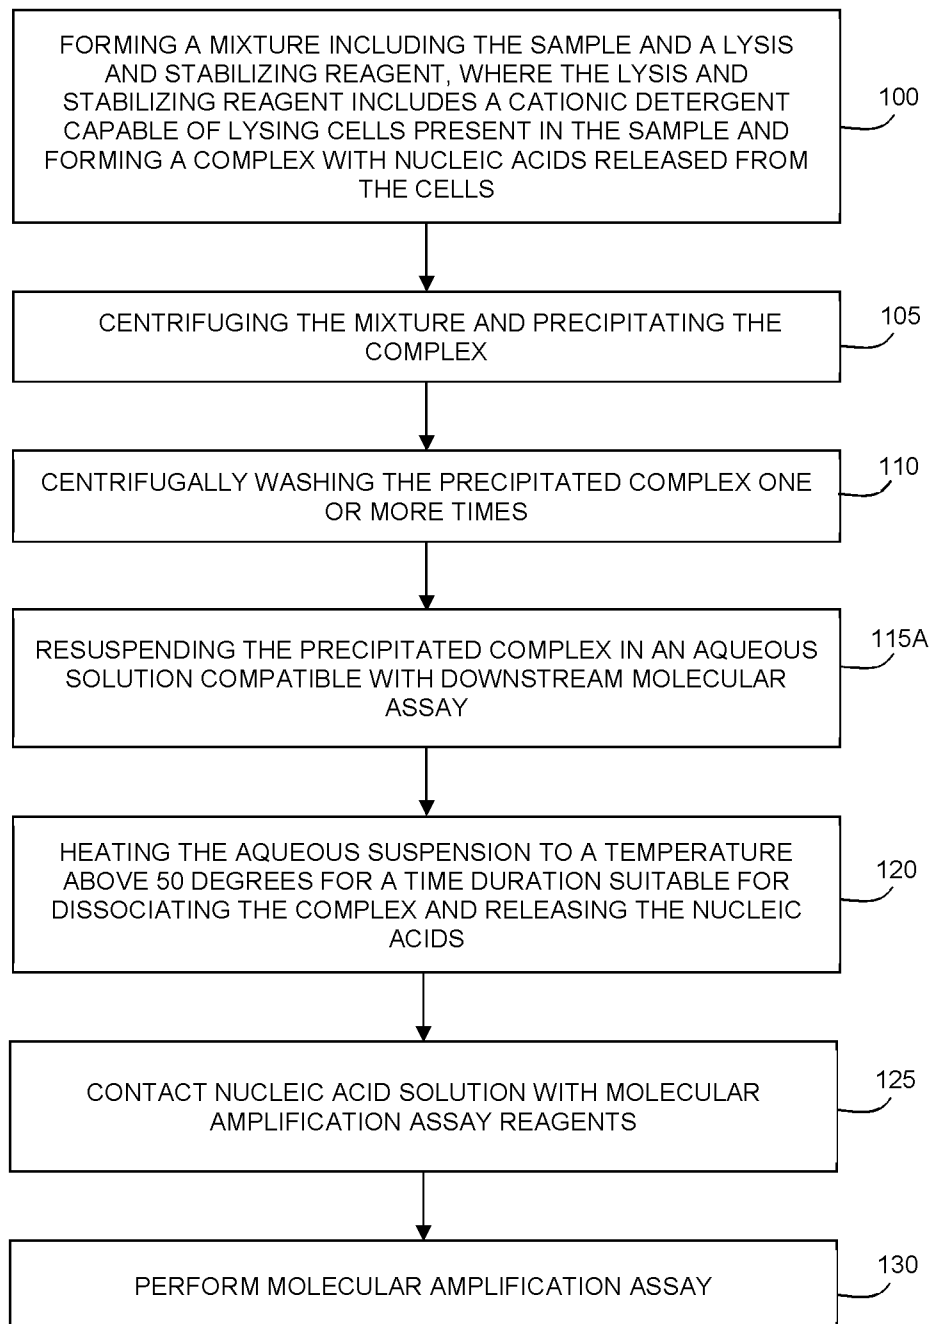 FORMING A MIXTURE INCLUDING THE SAMPLE AND A LYSIS
AND STABILIZING REAGENT, WHERE THE LYSIS AND
STABILIZING REAGENT INCLUDES A CATIONIC DETERGENT
CAPABLE OF LYSING CELLS PRESENT IN THE SAMPLE AND
FORMING A COMPLEX WITH NUCLEIC ACIDS RELEASED FROM
THE CELLS
100
CENTRIFUGING THE MIXTURE AND PRECIPITATING THE
COMPLEX
105
CENTRIFUGALLY WASHING THE PRECIPITATED COMPLEX ONE
OR MORE TIMES
110
RESUSPENDING THE PRECIPITATED COMPLEX IN AN AQUEOUS
SOLUTION COMPATIBLE WITH DOWNSTREAM MOLECULAR
ASSAY
115A
HEATING THE AQUEOUS SUSPENSION TO A TEMPERATURE
ABOVE 50 DEGREES FOR A TIME DURATION SUITABLE FOR
DISSOCIATING THE COMPLEX AND RELEASING THE NUCLEIC
ACIDS
120
CONTACT NUCLEIC ACID SOLUTION WITH MOLECULAR
AMPLIFICATION ASSAY REAGENTS
125
PERFORM MOLECULAR AMPLIFICATION ASSAY
130